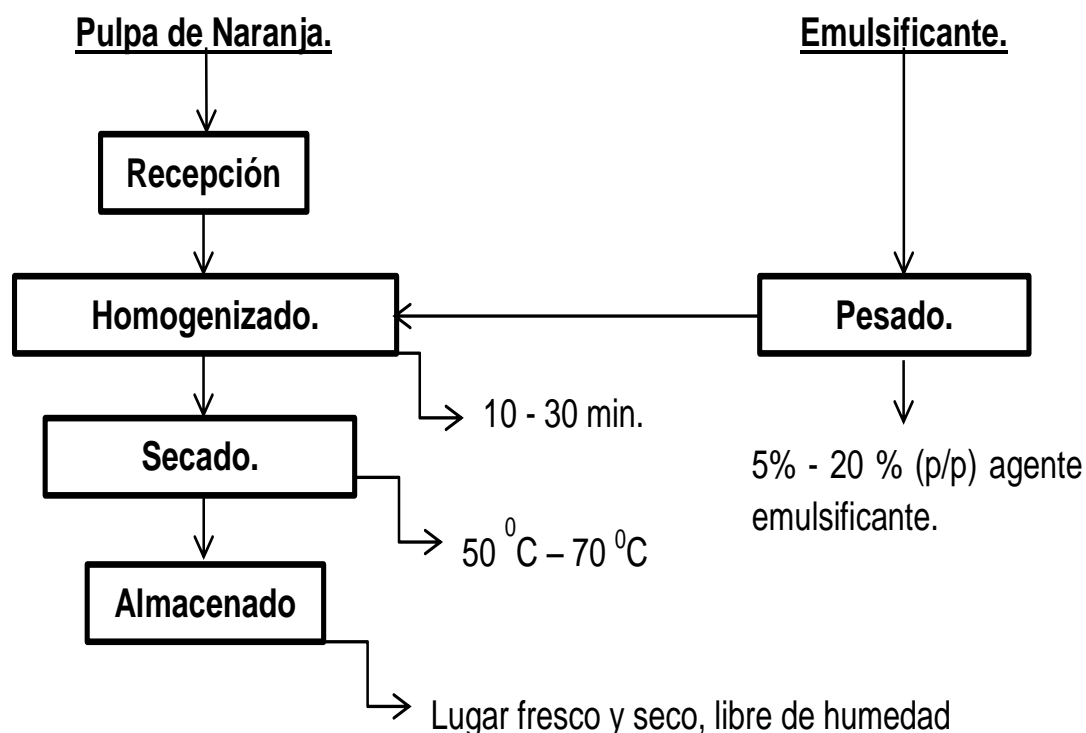 Pulpa de Naranja.
Emulsificante.
Recepción
Homogenizado.
Pesado.
10 - 30 min.
Secado.
5% - 20 % (p/p) agente
emulsificante.
50 ⁰C – 70 ⁰C
Almacenado
Lugar fresco y seco, libre de humedad